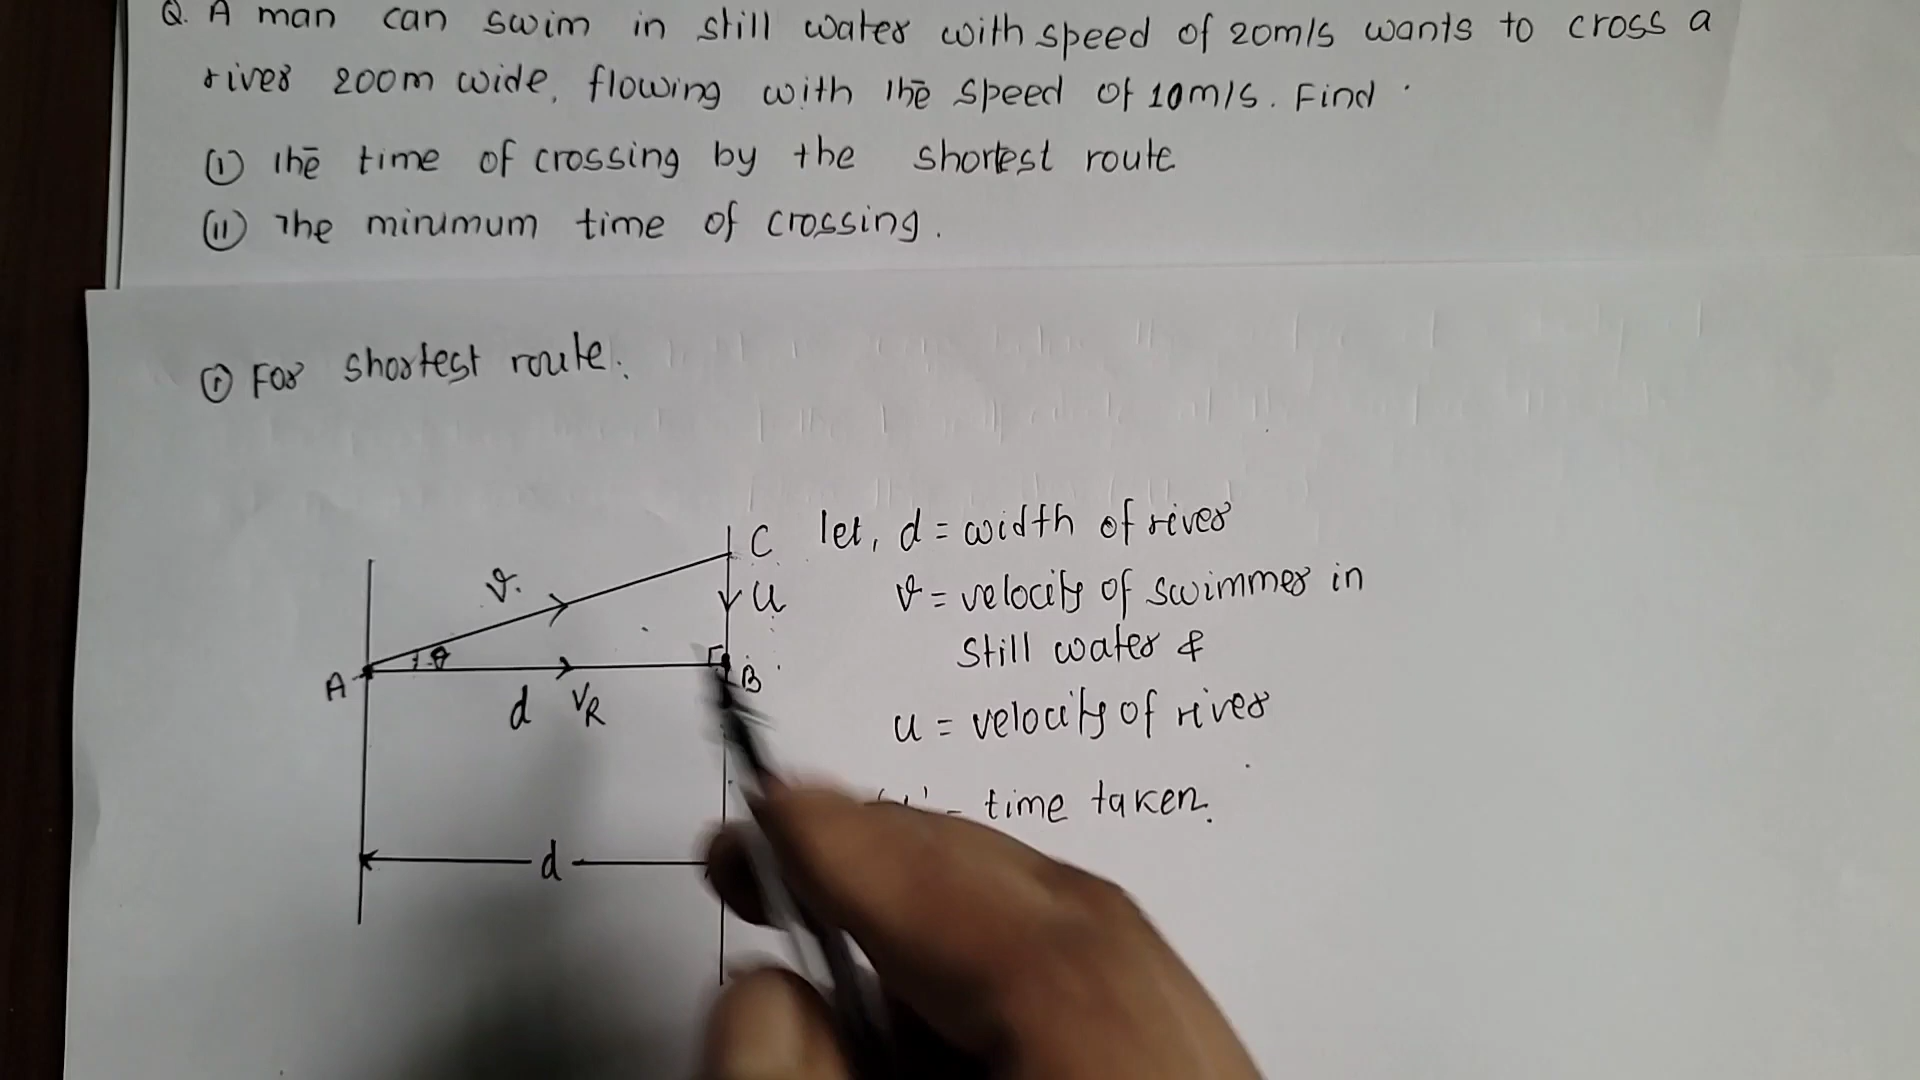 Q. A man can swim in still water with speed of 20m/s wants to cross a
river 200m wide, flowing with the speed of 10m/s. Find
(i) The time of crossing by the shortest route
(ii) The minimum time of crossing.
(i) For shortest route.
C
v
u
θ
A
B
d VR
d
let, d = width of river
v = velocity of swimmer in
still water &
u = velocity of river
- time taken.